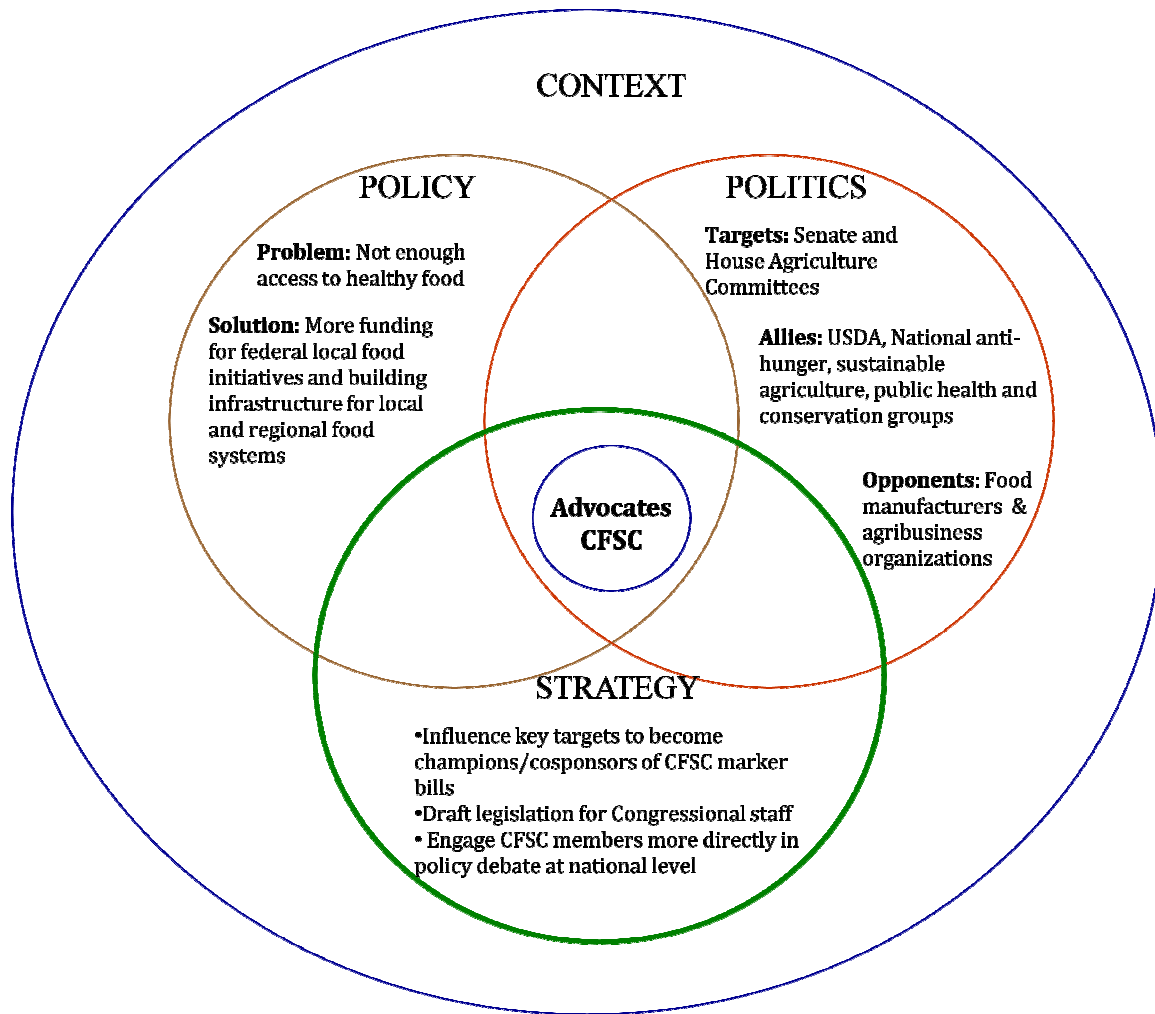 CONTEXT
POLICY
Problem: Not enough
access to healthy food
Solution: More funding
for federal local food
initiatives and building
infrastructure for local
and regional food
systems
POLITICS
Targets: Senate and
House Agriculture
Committees
Allies: USDA, National anti-
hunger, sustainable
agriculture, public health and
conservation groups
Opponents: Food
manufacturers &
agribusiness
organizations
Advocates
CFSC
STRATEGY
•Influence key targets to become
champions/cosponsors of CFSC marker
bills
•Draft legislation for Congressional staff
• Engage CFSC members more directly in
policy debate at national level